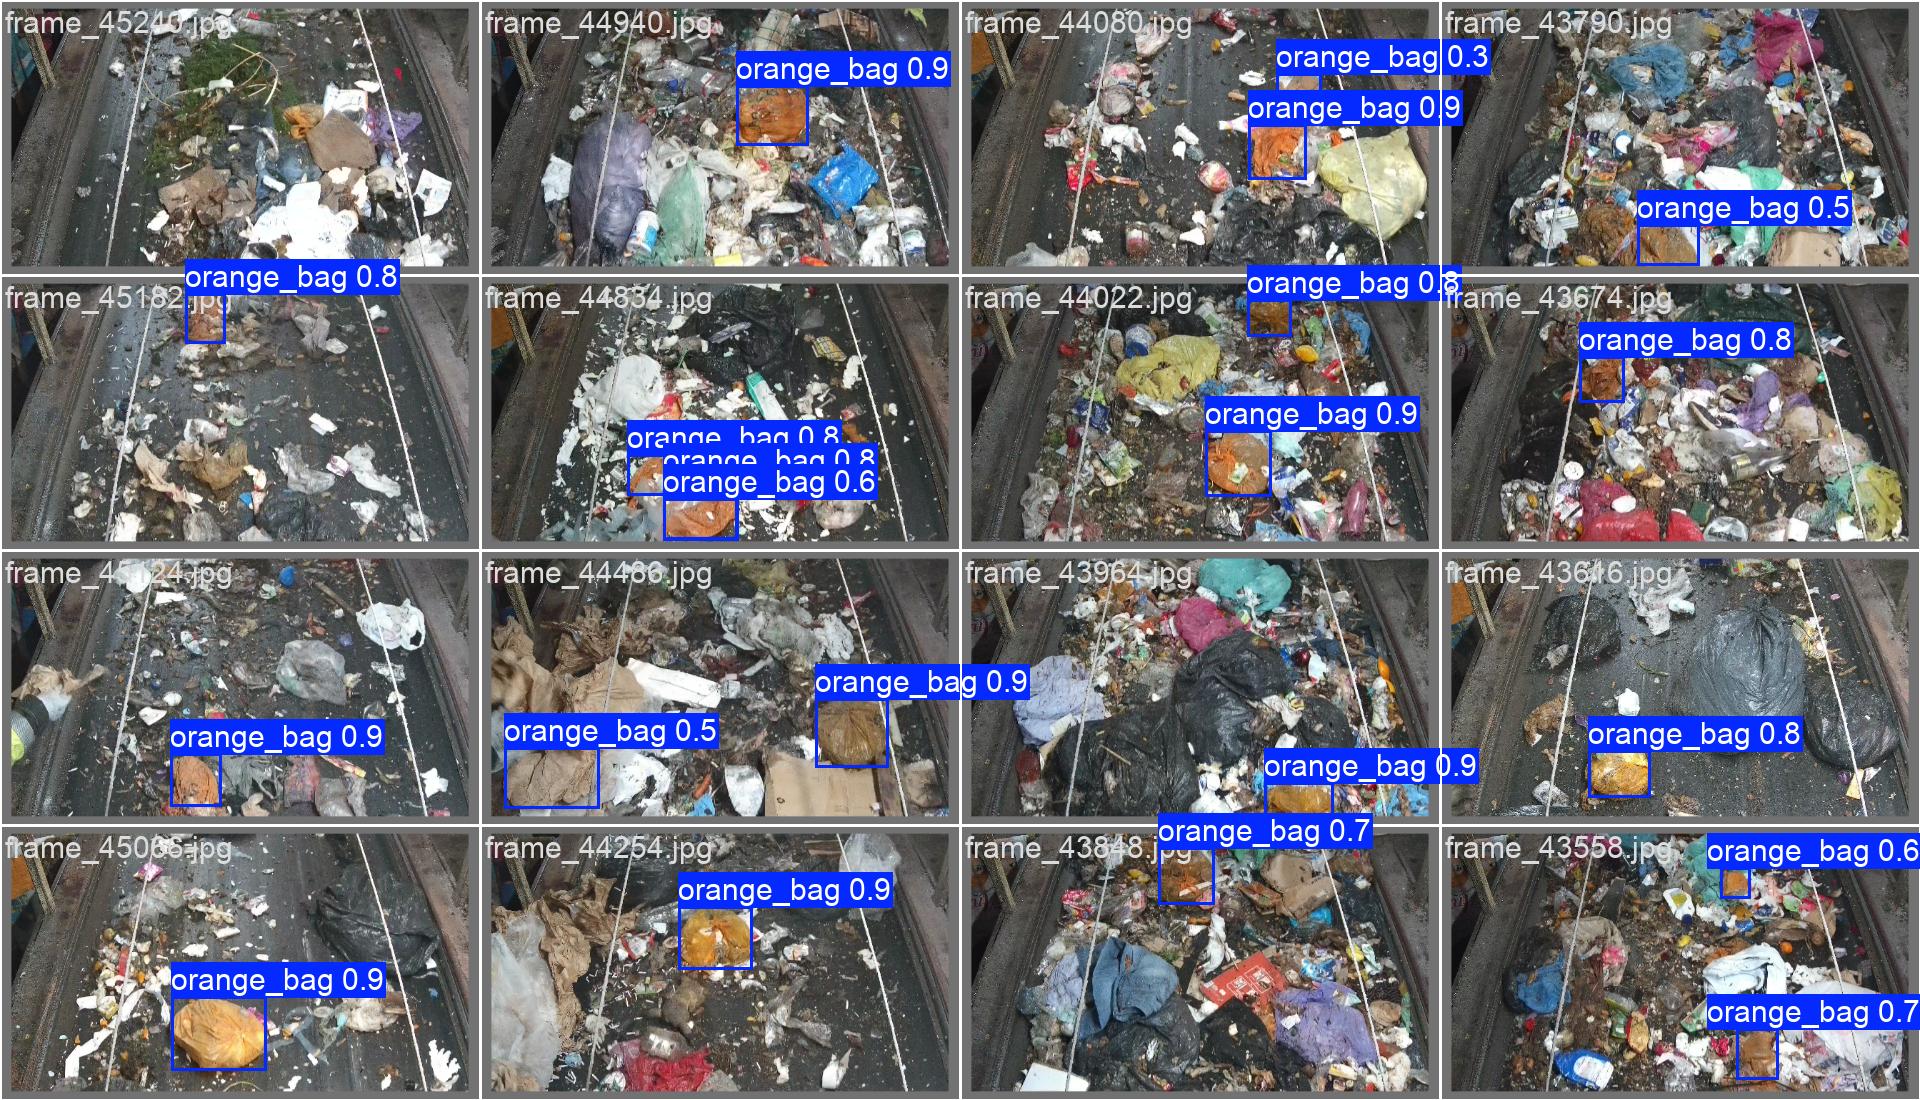 frame_45240.jpg
frame_44940.jpg
orange_bag 0.9
frame_44080.jpg
orange_bag 0.3
orange_bag 0.9
frame_43790.jpg
orange_bag 0.5
frame_45182.jpg
orange_bag 0.8
frame_44834.jpg
orange_bag 0.8
orange_bag 0.8
orange_bag 0.6
frame_44022.jpg
orange_bag 0.8
orange_bag 0.9
frame_43674.jpg
orange_bag 0.8
frame_45124.jpg
orange_bag 0.9
frame_44486.jpg
orange_bag 0.9
orange_bag 0.5
frame_43964.jpg
orange_bag 0.9
frame_43616.jpg
orange_bag 0.8
frame_45066.jpg
orange_bag 0.9
frame_44254.jpg
orange_bag 0.9
frame_43848.jpg
orange_bag 0.7
frame_43558.jpg
orange_bag 0.6
orange_bag 0.7